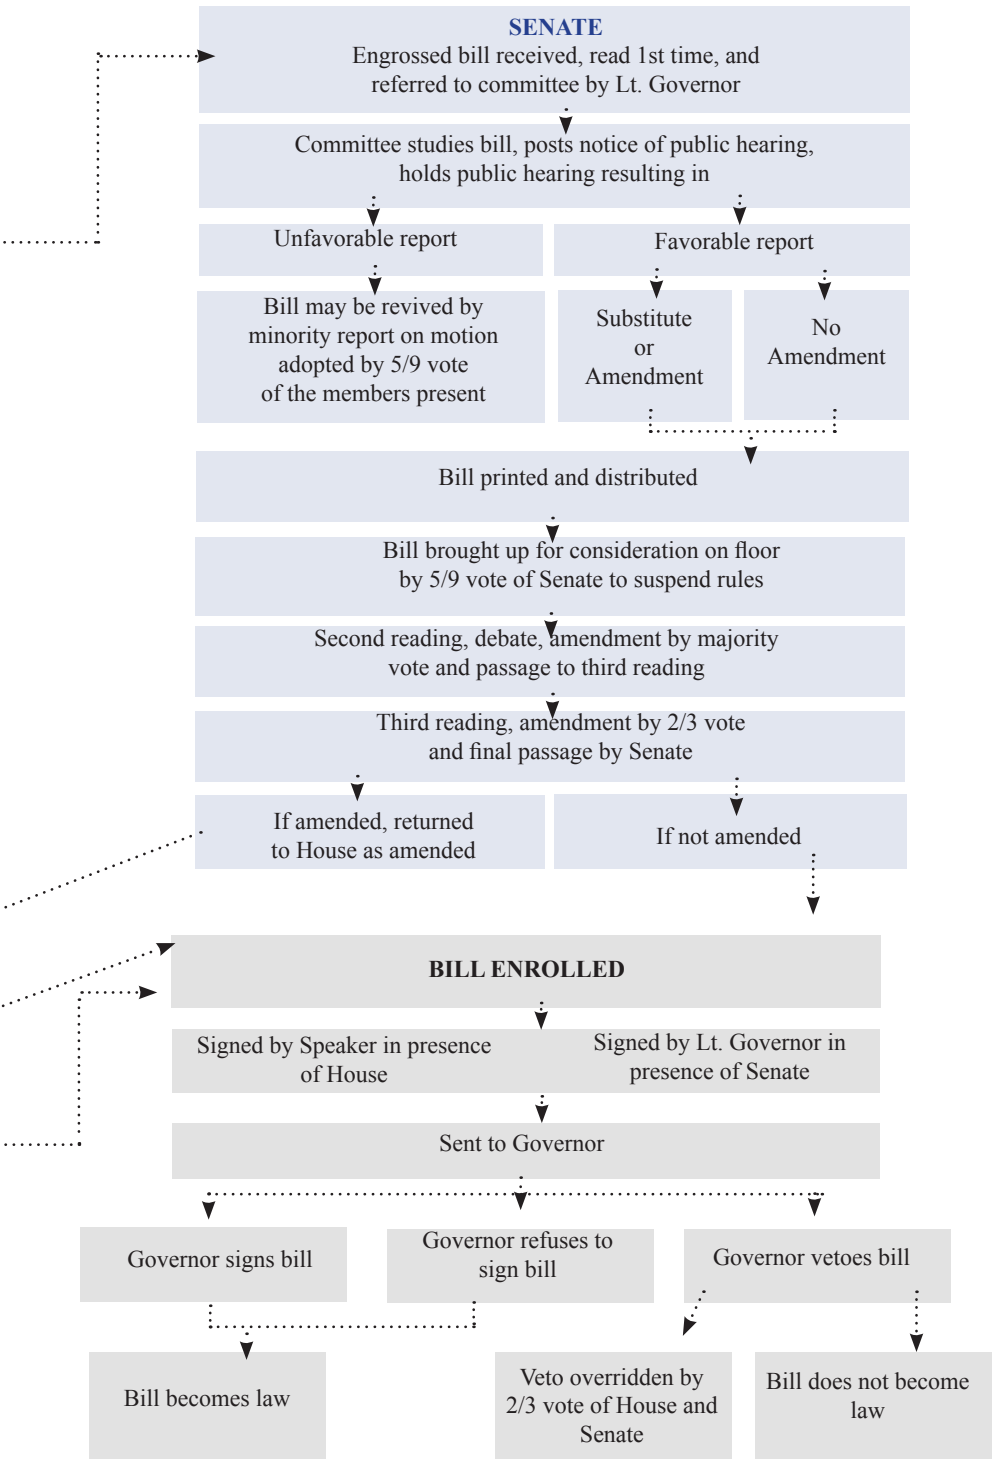 SENATE
Engrossed bill received, read 1st time, and
referred to committee by Lt. Governor
Committee studies bill, posts notice of public hearing,
holds public hearing resulting in
Unfavorable report
Favorable report
Bill may be revived by
minority report on motion
adopted by 5/9 vote
of the members present
Substitute
or
Amendment
No
Amendment
Bill printed and distributed
Bill brought up for consideration on floor
by 5/9 vote of Senate to suspend rules
Second reading, debate, amendment by majority
vote and passage to third reading
Third reading, amendment by 2/3 vote
and final passage by Senate
If amended, returned
to House as amended
If not amended
BILL ENROLLED
Signed by Speaker in presence
of House
Signed by Lt. Governor in
presence of Senate
Sent to Governor
Governor signs bill
Governor refuses to
sign bill
Governor vetoes bill
Bill becomes law
Veto overridden by
2/3 vote of House and
Senate
Bill does not become
law